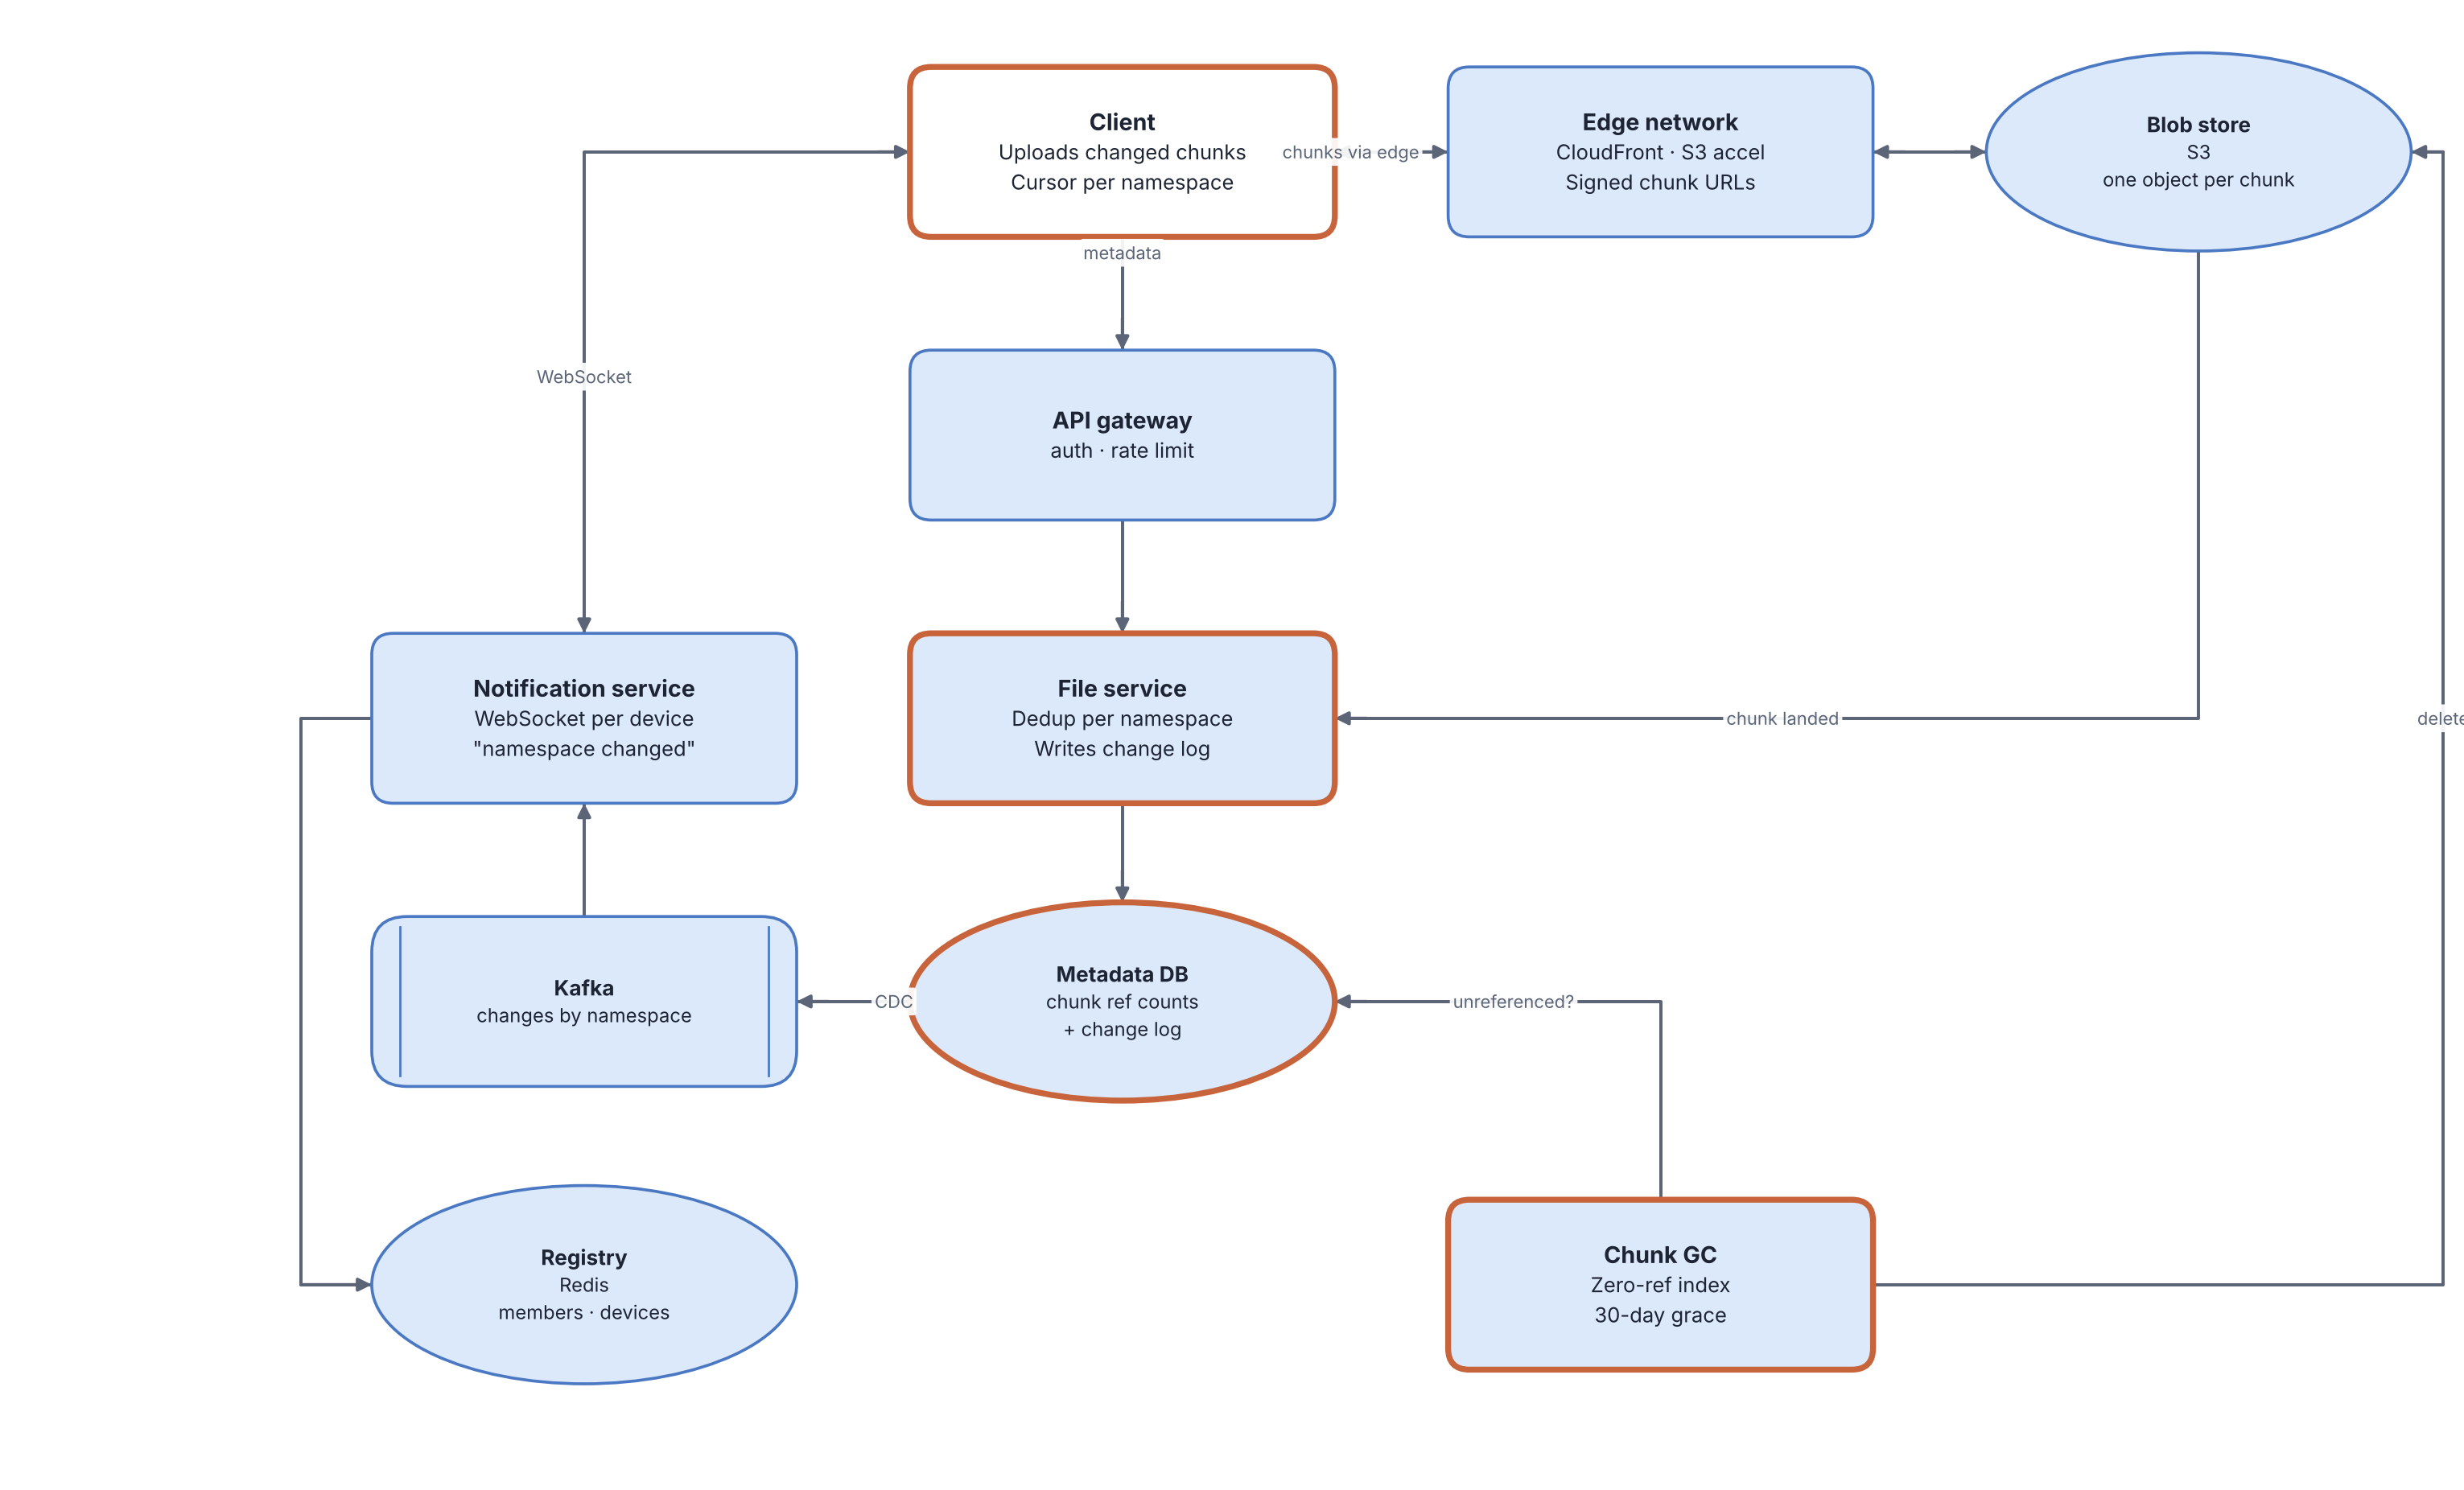 Client
Uploads changed chunks
Cursor per namespace
chunks via edge
Edge network
CloudFront · S3 accel
Signed chunk URLs
Blob store
S3
one object per chunk
metadata
WebSocket
API gateway
auth · rate limit
Notification service
WebSocket per device
"namespace changed"
File service
Dedup per namespace
Writes change log
chunk landed
delete
Kafka
changes by namespace
CDC
Metadata DB
chunk ref counts
+ change log
unreferenced?
Registry
Redis
members · devices
Chunk GC
Zero-ref index
30-day grace